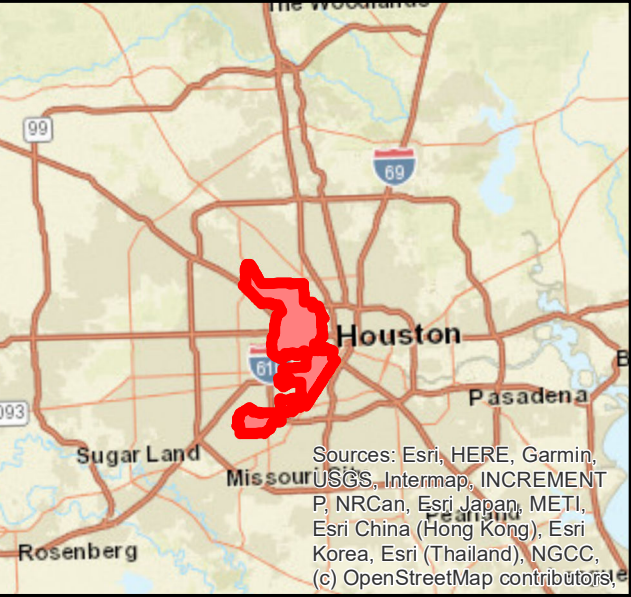 The Woodlands
99
69
Houston
61
093
Pasadena
Sugar Land
Missouri City
Pearland
Rosenberg
Sources: Esri, HERE, Garmin,
USGS, Intermap, INCREMENT
P, NRCan, Esri Japan, METI,
Esri China (Hong Kong), Esri
Korea, Esri (Thailand), NGCC,
(c) OpenStreetMap contributors,